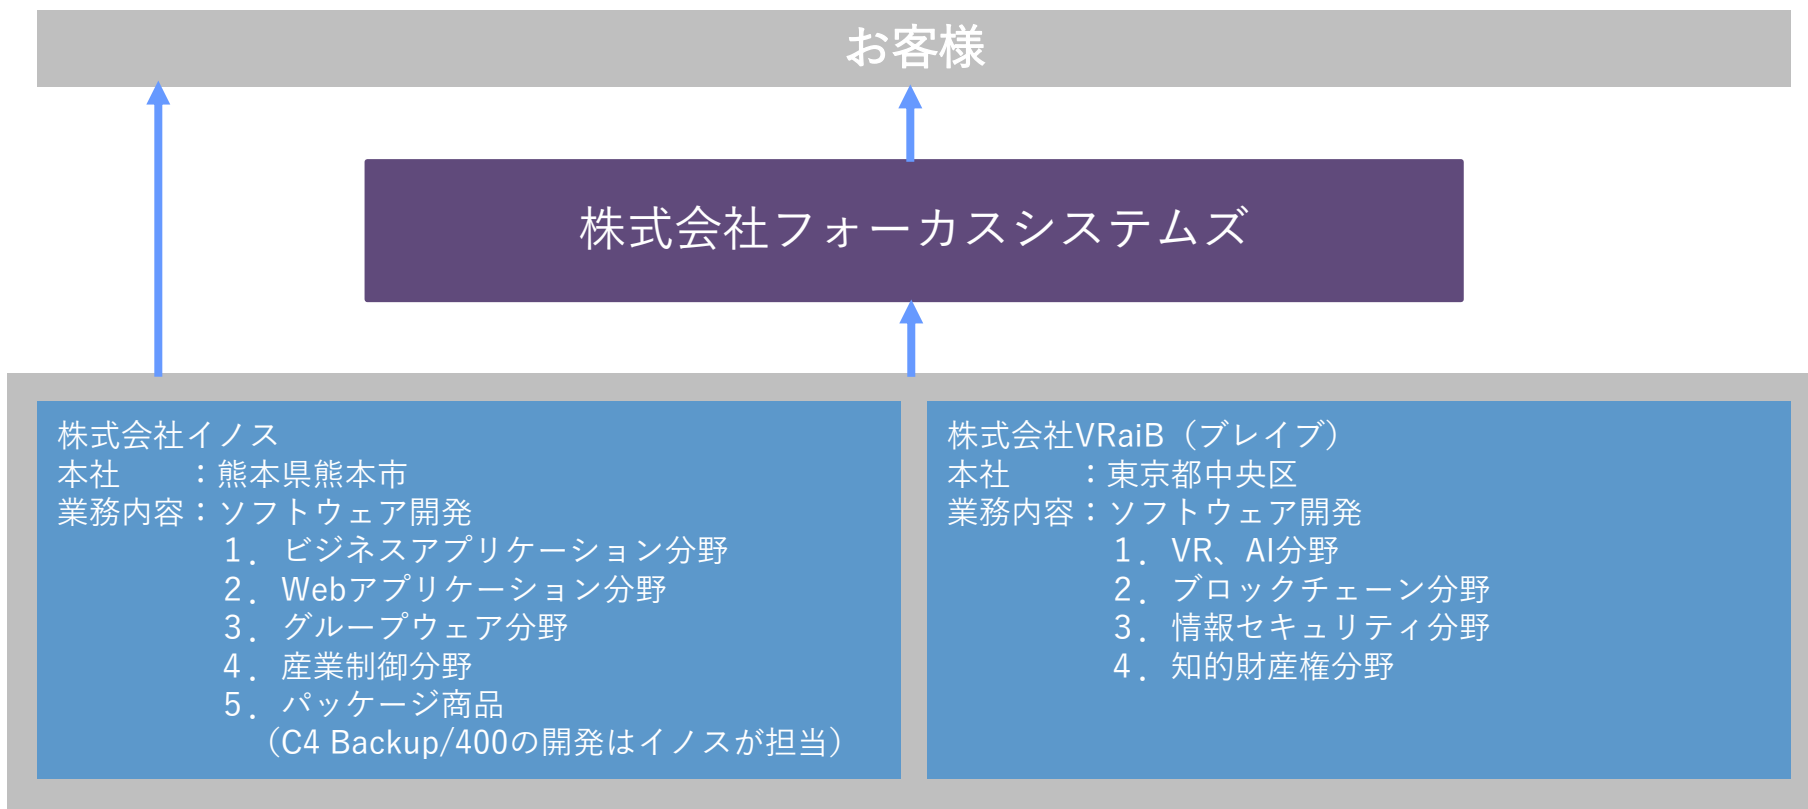 お客様
株式会社フォーカスシステムズ
株式会社イノス
本社　　：熊本県熊本市
業務内容：ソフトウェア開発
1．ビジネスアプリケーション分野
2．Webアプリケーション分野
3．グループウェア分野
4．産業制御分野
5．パッケージ商品
（C4 Backup/400の開発はイノスが担当）
株式会社VRaiB（ブレイブ）
本社　　：東京都中央区
業務内容：ソフトウェア開発
1．VR、AI分野
2．ブロックチェーン分野
3．情報セキュリティ分野
4．知的財産権分野